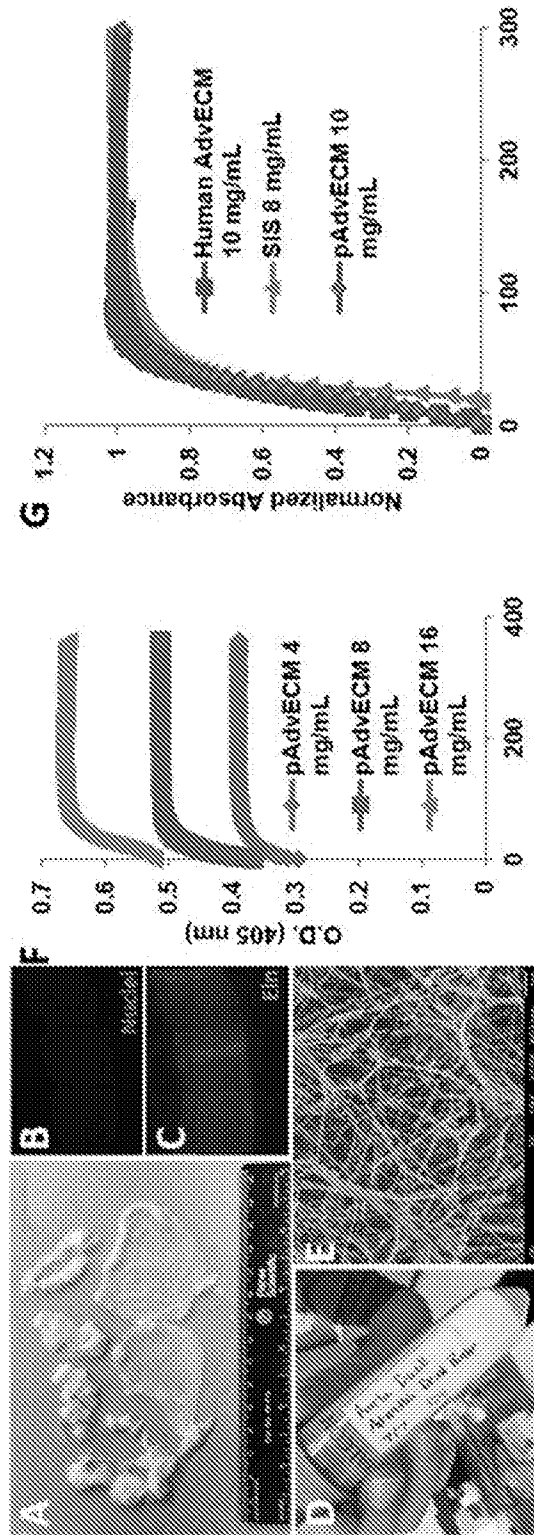 A
B
Nuclei
C
Eln
D
E
F
O.D. (405 nm)
0.7
0.6
0.5
0.4
0.3
0.2
0.1
0
0
200
400
pAdvECM 4
mg/mL
pAdvECM 8
mg/mL
pAdvECM 16
mg/mL
G
Normalized Absorbance
1.2
1
0.8
0.6
0.4
0.2
0
0
100
200
300
Human AdvECM
10 mg/mL
SIS 8 mg/mL
pAdvECM 10
mg/mL